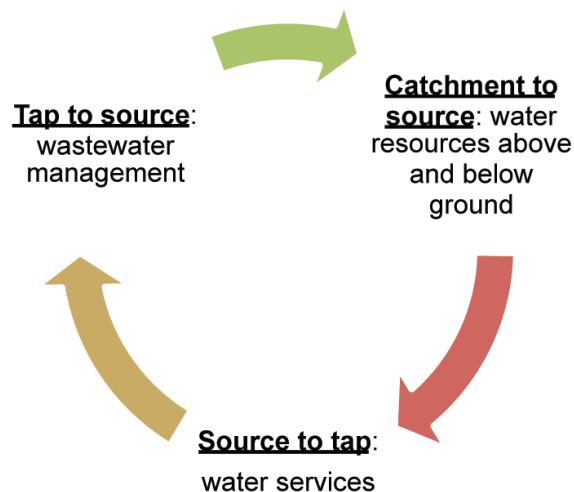 Tap to source:
wastewater
management
Catchment to
source: water
resources above
and below
ground
Source to tap:
water services